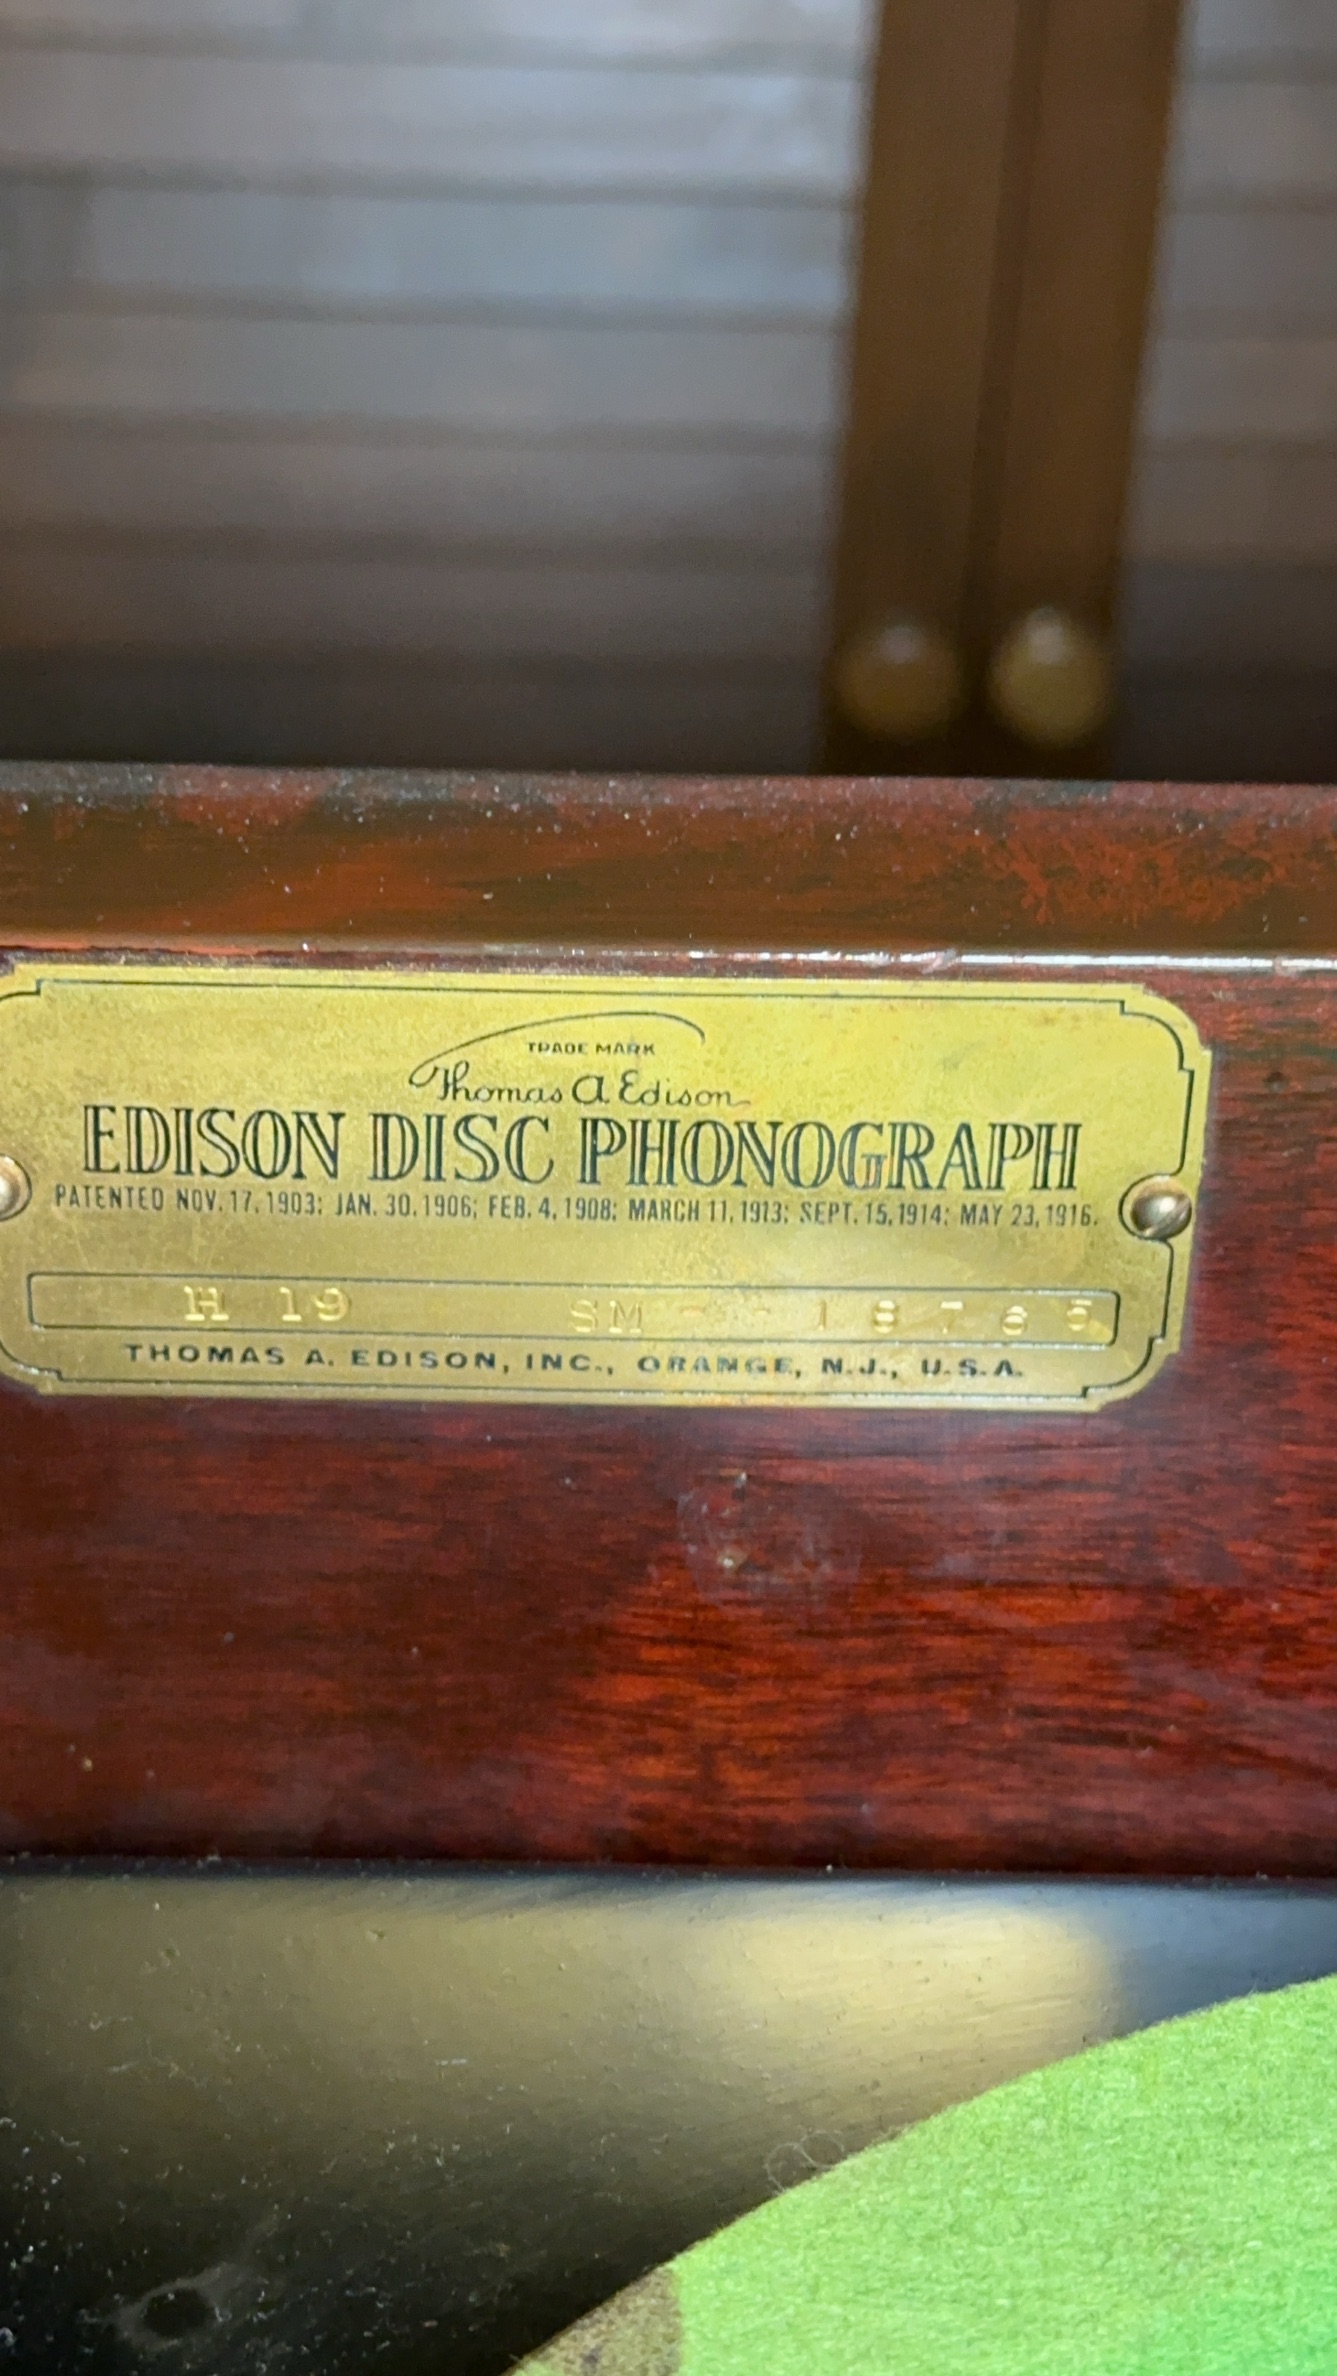 TRADE MARK
Thomas A Edison
EDISON DISC PHONOGRAPH
PATENTED NOV. 17, 1903; JAN. 30, 1906; FEB. 4, 1908; MARCH 11, 1913; SEPT. 15, 1914; MAY 23, 1916.
H 19 SM - - 18765
THOMAS A. EDISON, INC., ORANGE, N.J., U.S.A.